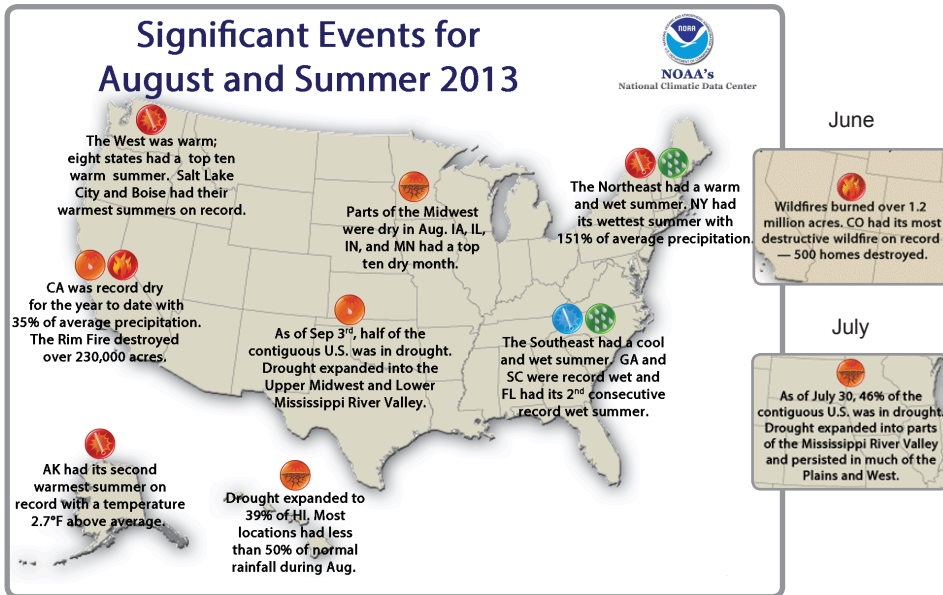 Significant Events for
August and Summer 2013
NOAA
NOAA's
National Climatic Data Center
The West was warm;
eight states had a top ten
warm summer. Salt Lake
City and Boise had their
warmest summers on record.
Parts of the Midwest
were dry in Aug. IA, IL,
IN, and MN had a top
ten dry month.
The Northeast had a warm
and wet summer. NY had
its wettest summer with
151% of average precipitation.
CA was record dry
for the year to date with
35% of average precipitation.
The Rim Fire destroyed
over 230,000 acres.
As of Sep 3rd, half of the
contiguous U.S. was in drought.
Drought expanded into the
Upper Midwest and Lower
Mississippi River Valley.
The Southeast had a cool
and wet summer. GA and
SC were record wet and
FL had its 2nd consecutive
record wet summer.
AK had its second
warmest summer on
record with a temperature
2.7°F above average.
Drought expanded to
39% of HI. Most
locations had less
than 50% of normal
rainfall during Aug.
June
Wildfires burned over 1.2
million acres. CO had its most
destructive wildfire on record
— 500 homes destroyed.
July
As of July 30, 46% of the
contiguous U.S. was in drought.
Drought expanded into parts
of the Mississippi River Valley
and persisted in much of the
Plains and West.